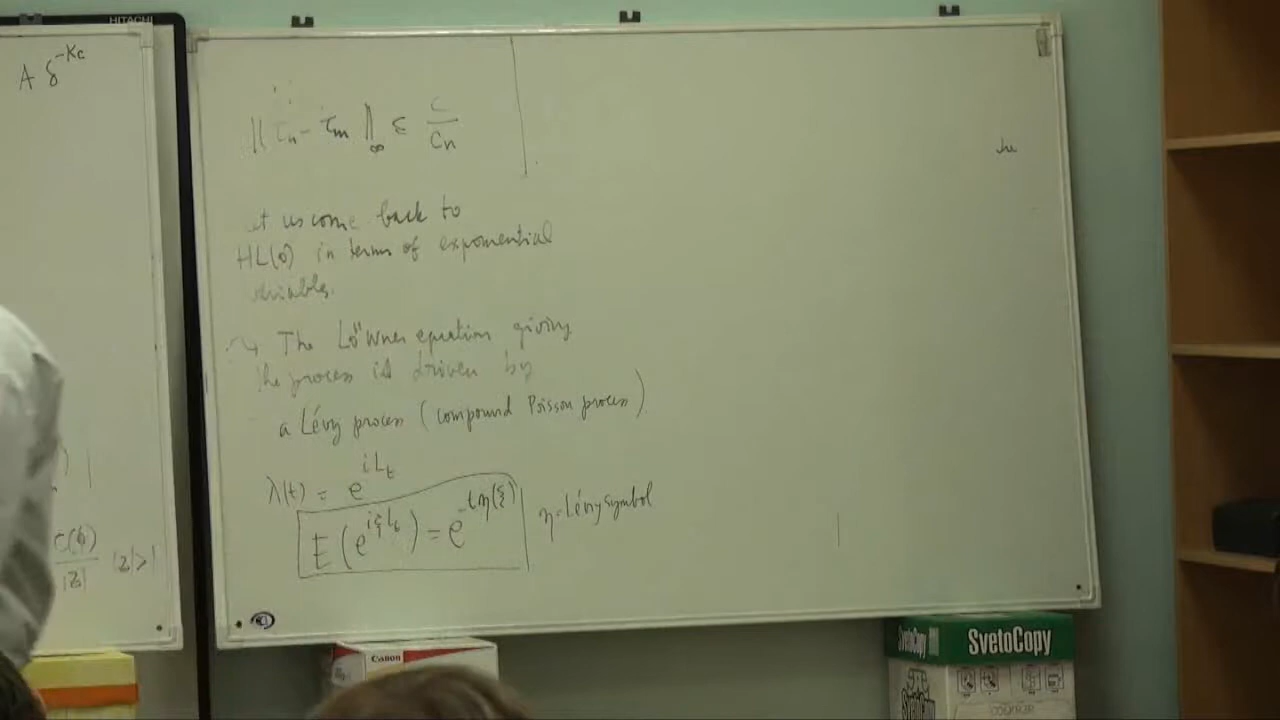 HITACHI
A δ^{-Kc}
|| τ_n - τ_m ||_∞ ≤ C/C_n
et us come back to
HL(0) in terms of exponential
variables.
↳ The Löwner equation giving
the process is driven by
a Lévy process (compound Poisson process)
λ(t) = e^{iL_t}
E(e^{iξL_t}) = e^{-tη(ξ)} η=Lévy symbol
|z|>1
|z|
Canon
SvetoCopy
SvetoCopy
SvetoCopy